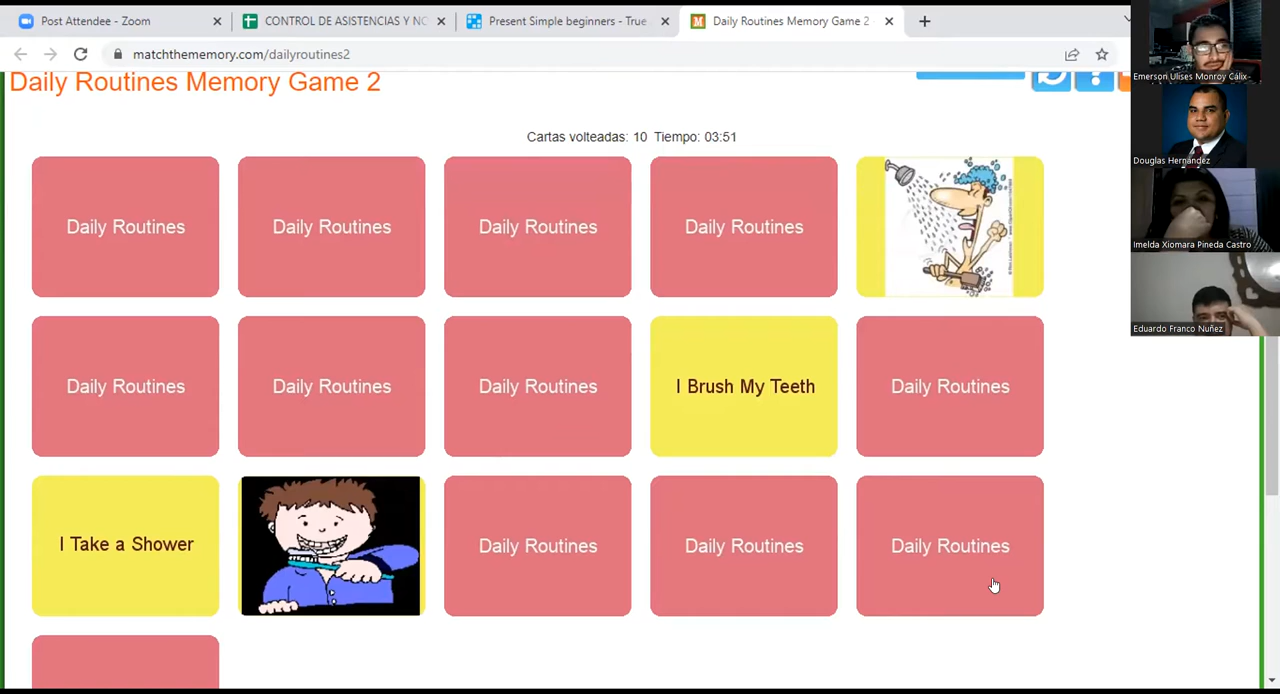 Post Attendee - Zoom
CONTROL DE ASISTENCIAS Y NO
Present Simple beginners - True
Daily Routines Memory Game 2 -
matchthememory.com/dailyroutines2
Daily Routines Memory Game 2
Cartas volteadas: 10 Tiempo: 03:51
Daily Routines
Daily Routines
Daily Routines
Daily Routines
Daily Routines
Daily Routines
Daily Routines
I Brush My Teeth
Daily Routines
I Take a Shower
Daily Routines
Daily Routines
Daily Routines
Emerson Ulises Monroy Cálix
Douglas Hernández
Imelda Xiomara Pineda Castro
Eduardo Franco Nuñez